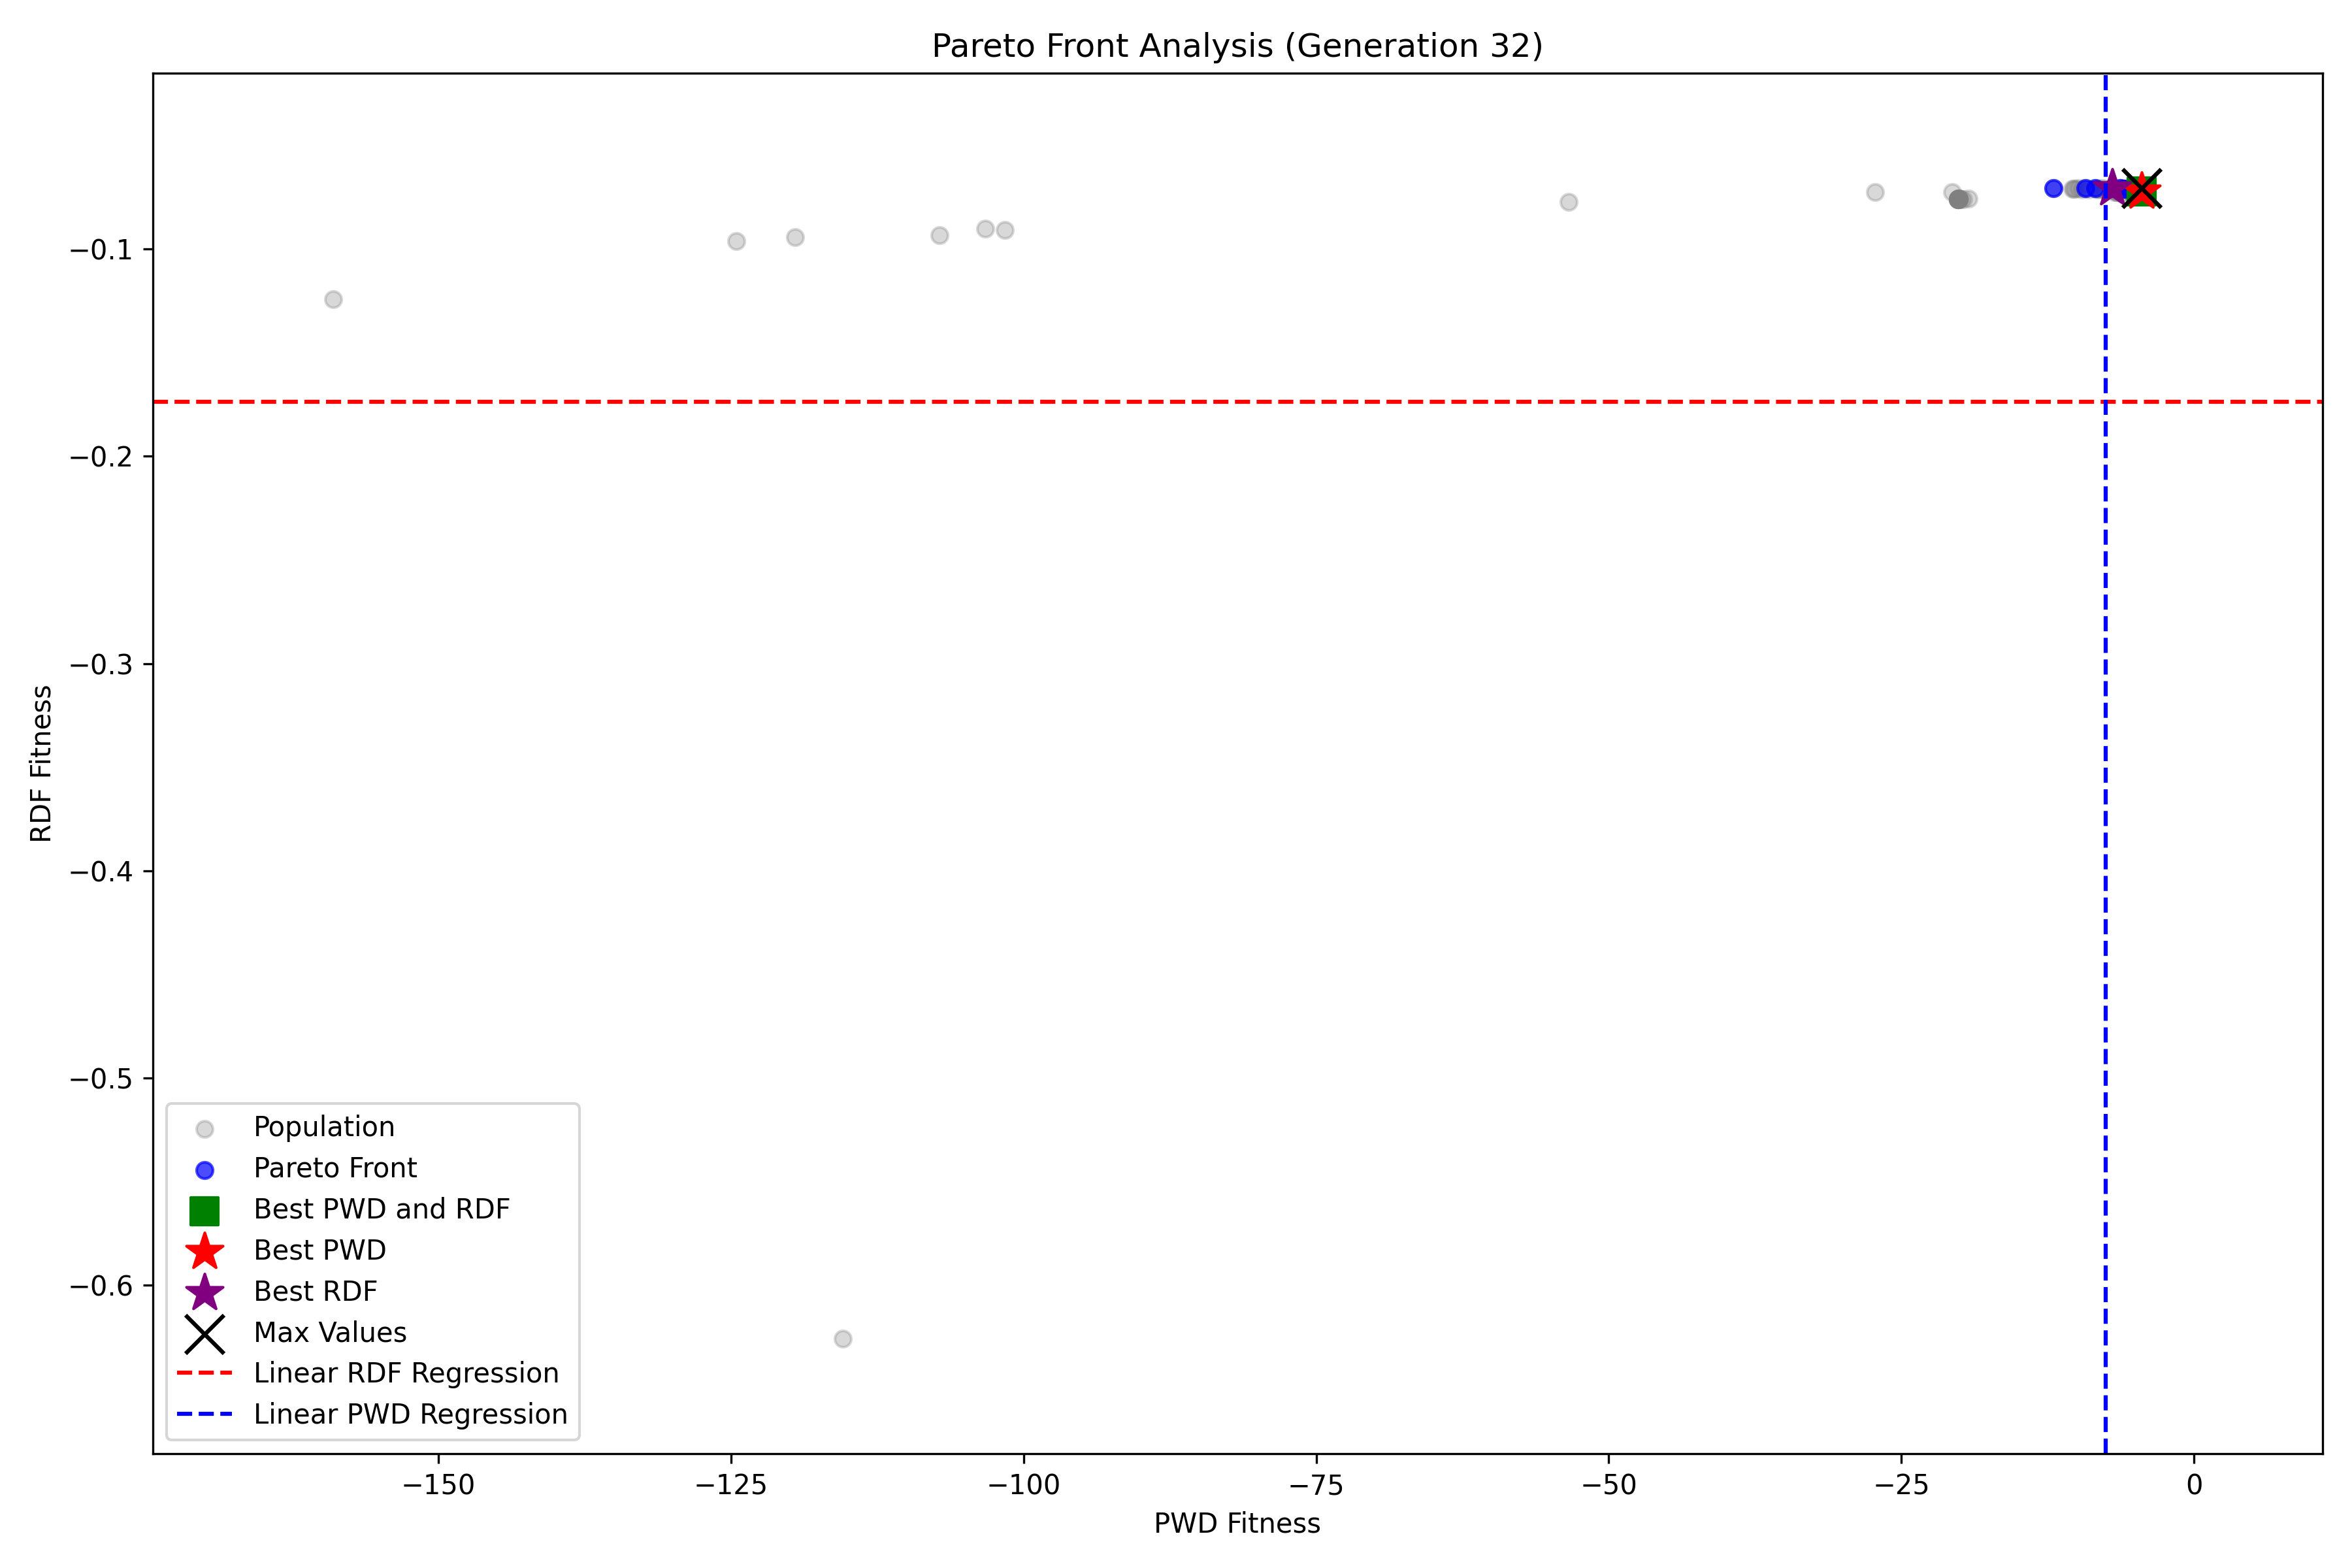 Pareto Front Analysis (Generation 32)
RDF Fitness
−0.1
−0.2
−0.3
−0.4
−0.5
−0.6
Population
Pareto Front
Best PWD and RDF
Best PWD
Best RDF
Max Values
Linear RDF Regression
Linear PWD Regression
−150 −125 −100 −75 −50 −25 0
PWD Fitness